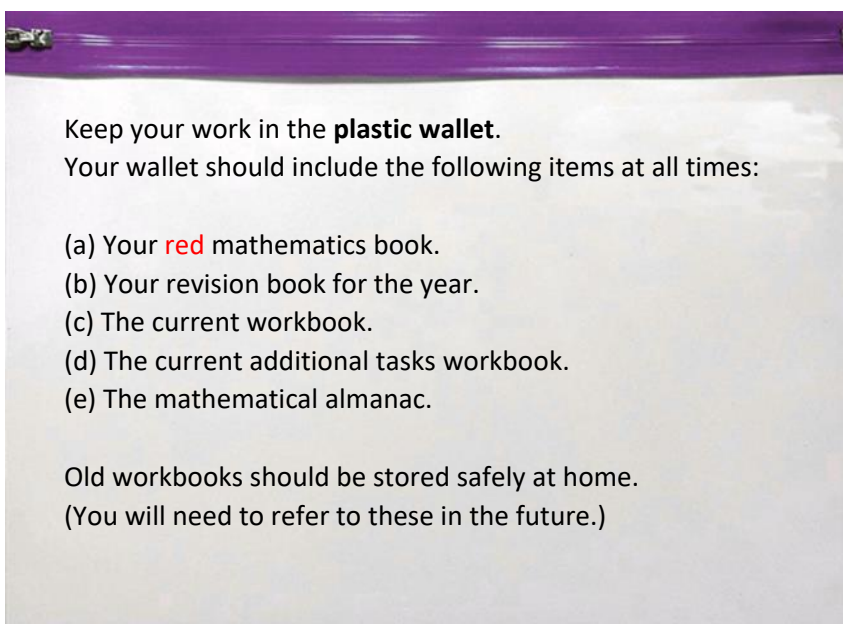 Keep your work in the plastic wallet.
Your wallet should include the following items at all times:
(a) Your red mathematics book.
(b) Your revision book for the year.
(c) The current workbook.
(d) The current additional tasks workbook.
(e) The mathematical almanac.
Old workbooks should be stored safely at home.
(You will need to refer to these in the future.)